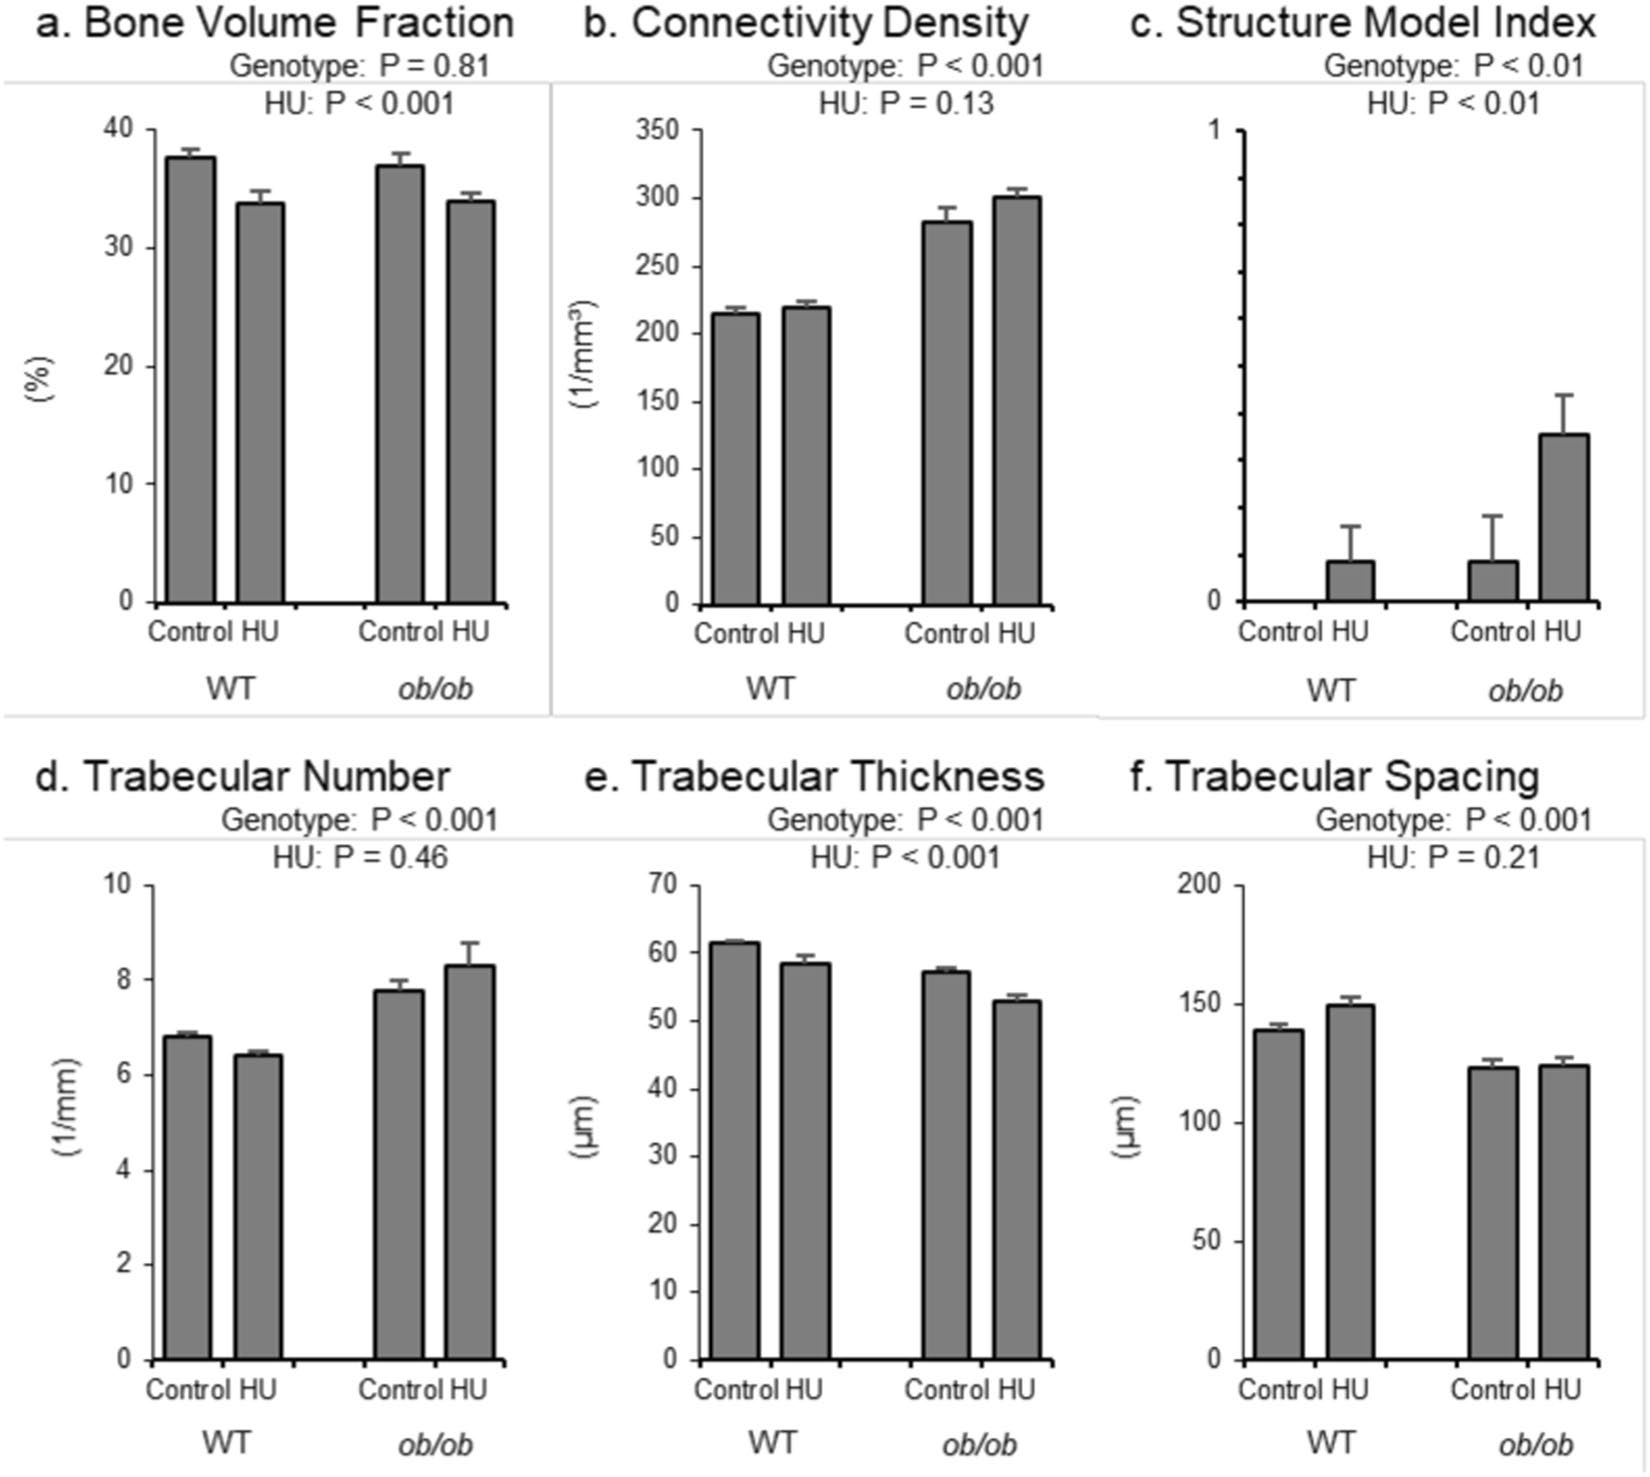 a. Bone Volume Fraction
Genotype: P = 0.81
HU: P < 0.001
40
30
20
10
0
(%)
Control HU
Control HU
WT
ob/ob
b. Connectivity Density
Genotype: P < 0.001
HU: P = 0.13
350
300
250
200
150
100
50
0
(1/mm³)
Control HU
Control HU
WT
ob/ob
c. Structure Model Index
Genotype: P < 0.01
HU: P < 0.01
1
0
Control HU
Control HU
WT
ob/ob
d. Trabecular Number
Genotype: P < 0.001
HU: P = 0.46
10
8
6
4
2
0
(1/mm)
Control HU
Control HU
WT
ob/ob
e. Trabecular Thickness
Genotype: P < 0.001
HU: P < 0.001
70
60
50
40
30
20
10
0
(µm)
Control HU
Control HU
WT
ob/ob
f. Trabecular Spacing
Genotype: P < 0.001
HU: P = 0.21
200
150
100
50
0
(µm)
Control HU
Control HU
WT
ob/ob